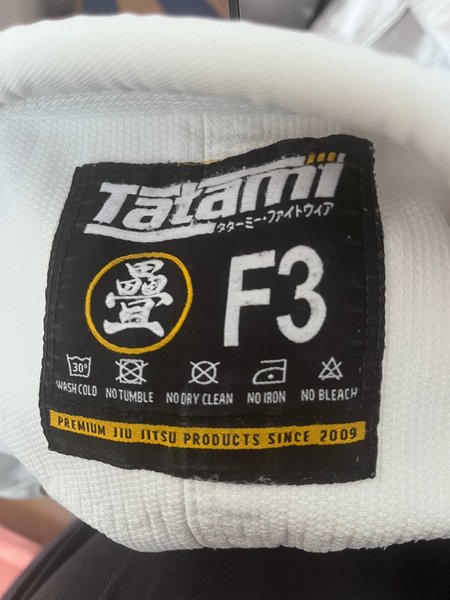 Tatami
タターミー・ファイトウィア
疊
F3
30°
WASH COLD NO TUMBLE NO DRY CLEAN NO IRON NO BLEACH
PREMIUM JIU JITSU PRODUCTS SINCE 2009